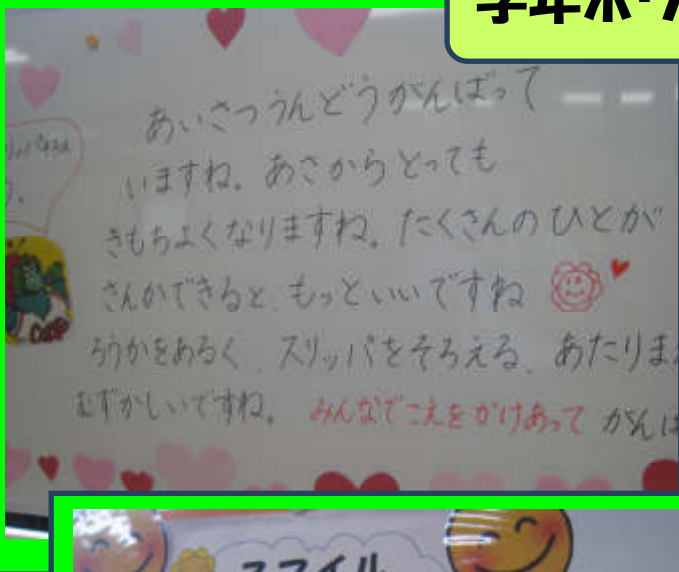 学年ボ
あいさつうんどうがんばって
いますね。あさからとっても
きもちよくなりますね。たくさんのひとが
さんかできると、もっといいですね
ろうかをあるく、スリッパをそろえる、あたりま
むずかしいですね。みんなでこえをかけあって がんば
スマイル